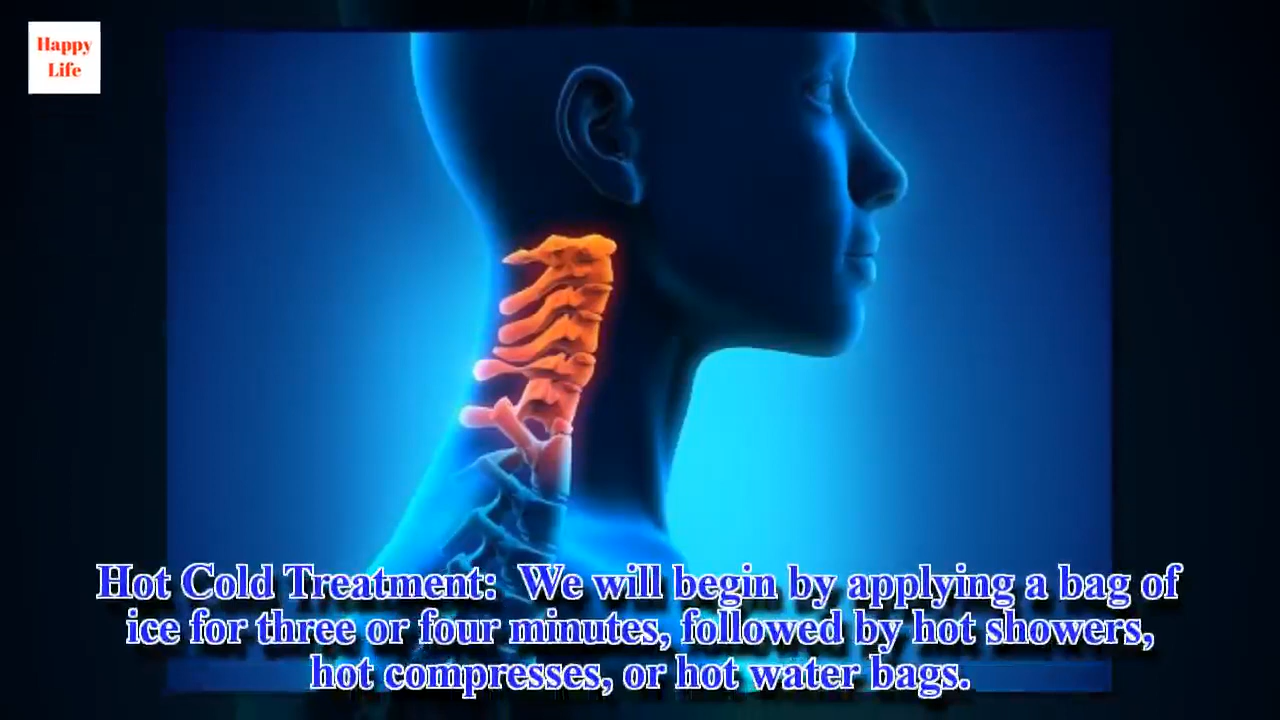 Happy
Life
Hot Cold Treatment: We will begin by applying a bag of
ice for three or four minutes, followed by hot showers,
hot compresses, or hot water bags.